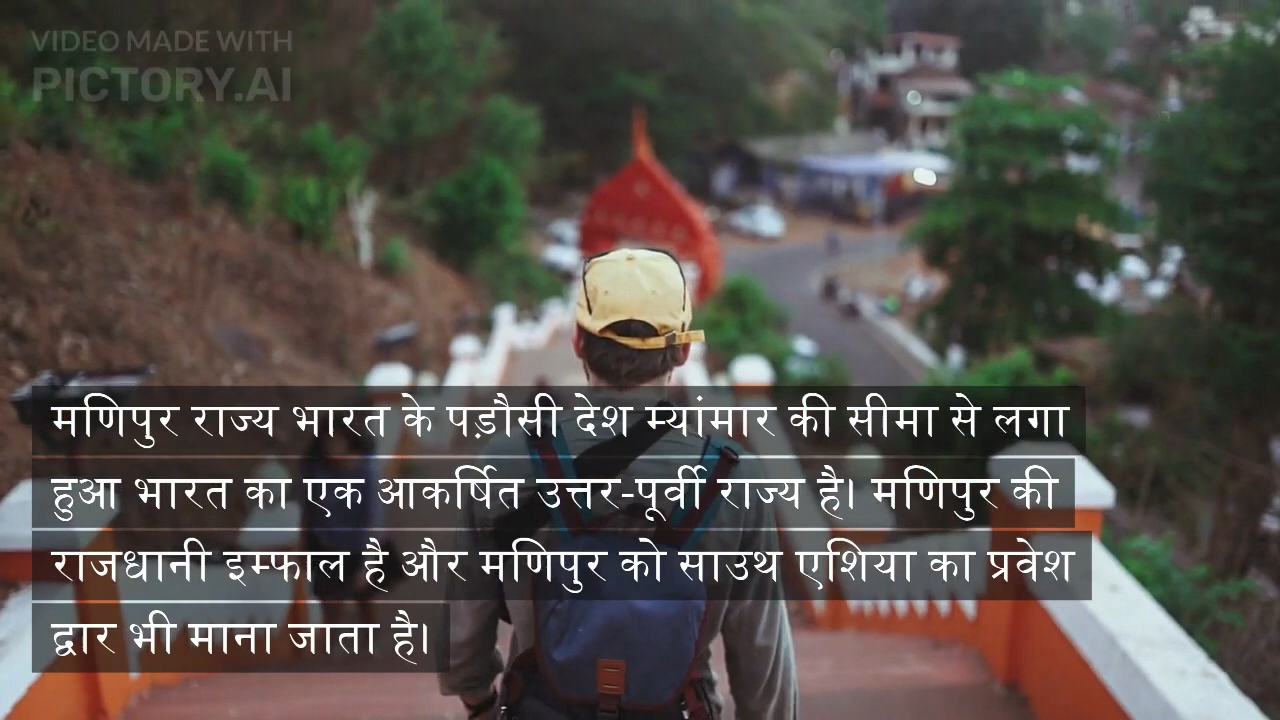 VIDEO MADE WITH
PICTORY.AI
मणिपुर राज्य भारत के पड़ौसी देश म्यांमार की सीमा से लगा
हुआ भारत का एक आकर्षित उत्तर-पूर्वी राज्य है। मणिपुर की
राजधानी इम्फाल है और मणिपुर को साउथ एशिया का प्रवेश
द्वार भी माना जाता है।